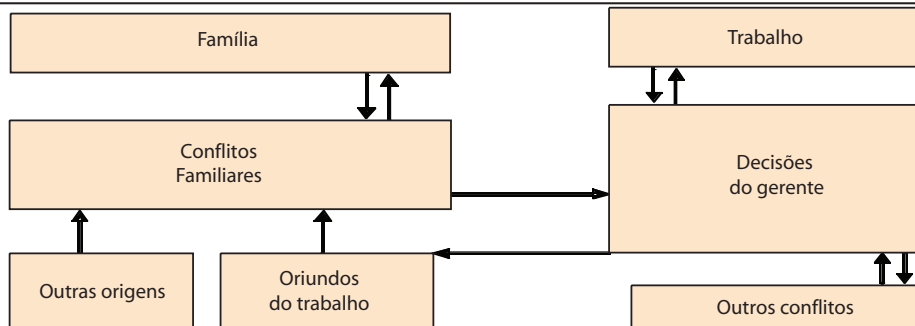 Família
Trabalho
Conflitos
Familiares
Decisões
do gerente
Outras origens
Oriundos
do trabalho
Outros conflitos